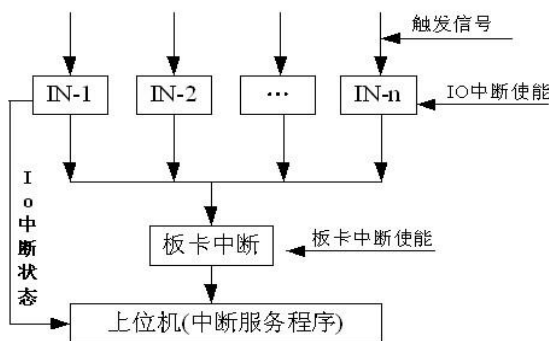 触发信号
IN-1
IN-2
…
IN-n
IO中断使能
Io中断状态
板卡中断
板卡中断使能
上位机(中断服务程序)